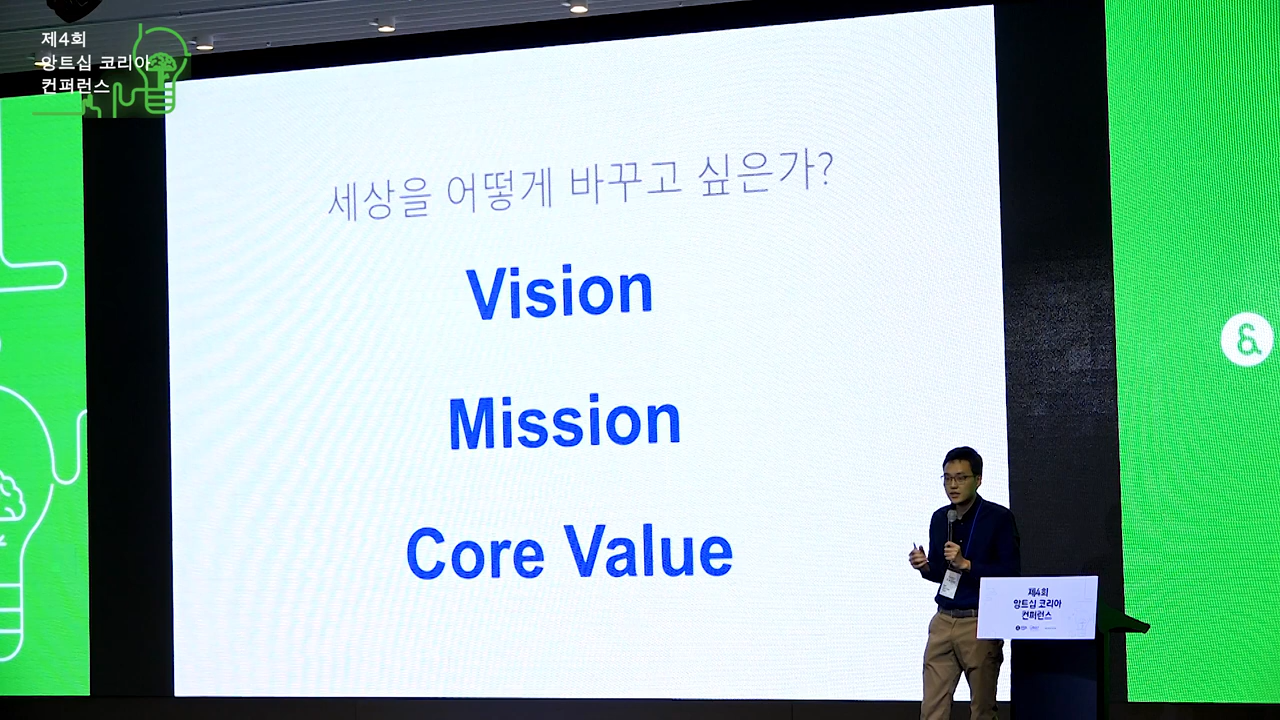 제4회
앙트십 코리아
컨퍼런스
세상을 어떻게 바꾸고 싶은가?
Vision
Mission
Core Value
&
제4회
앙트십 코리아
컨퍼런스